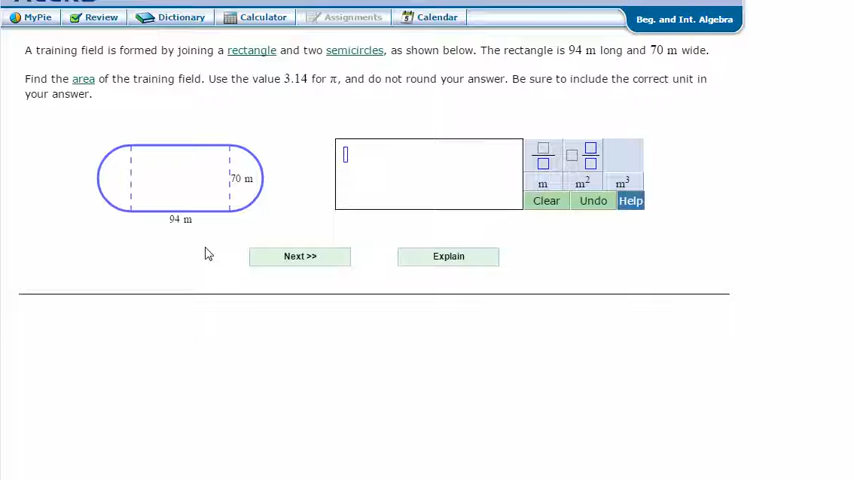 MyPie Review Dictionary Calculator Assignments Calendar Beg. and Int. Algebra
A training field is formed by joining a rectangle and two semicircles, as shown below. The rectangle is 94 m long and 70 m wide.
Find the area of the training field. Use the value 3.14 for π, and do not round your answer. Be sure to include the correct unit in
your answer.
70 m
94 m
m m² m³
Clear Undo Help
Next >> Explain